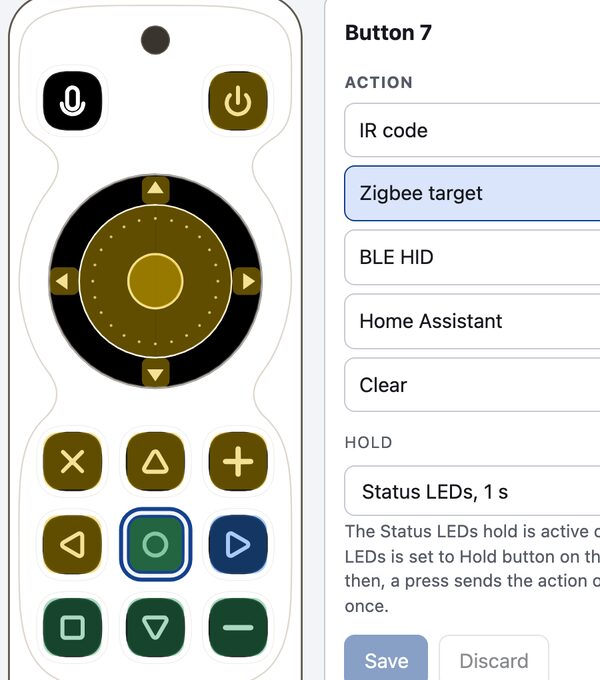 Button 7
ACTION
IR code
Zigbee target
BLE HID
Home Assistant
Clear
HOLD
Status LEDs, 1 s
The Status LEDs hold is active
LEDs is set to Hold button on th
then, a press sends the action o
once.
Save
Discard